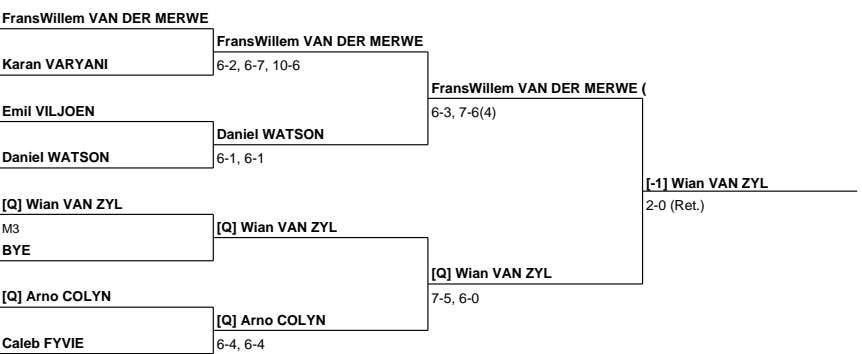 FransWillem VAN DER MERWE
Karan VARYANI
Emil VILJOEN
Daniel WATSON
[Q] Wian VAN ZYL
M3
BYE
[Q] Arno COLYN
Caleb FYVIE
FransWillem VAN DER MERWE
6-2, 6-7, 10-6
Daniel WATSON
6-1, 6-1
[Q] Wian VAN ZYL
[Q] Arno COLYN
6-4, 6-4
FransWillem VAN DER MERWE (
6-3, 7-6(4)
[Q] Wian VAN ZYL
7-5, 6-0
[-1] Wian VAN ZYL
2-0 (Ret.)